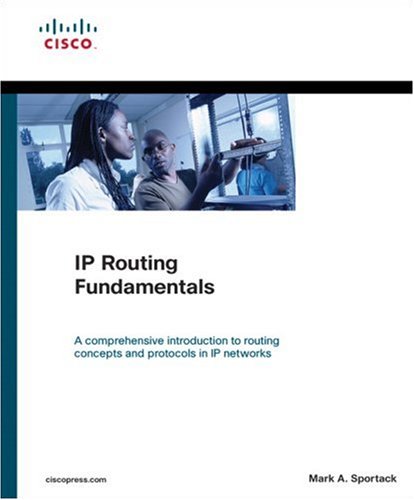 CISCO
IP Routing
Fundamentals
A comprehensive introduction to routing
concepts and protocols in IP networks
ciscopress.com
Mark A. Sportack